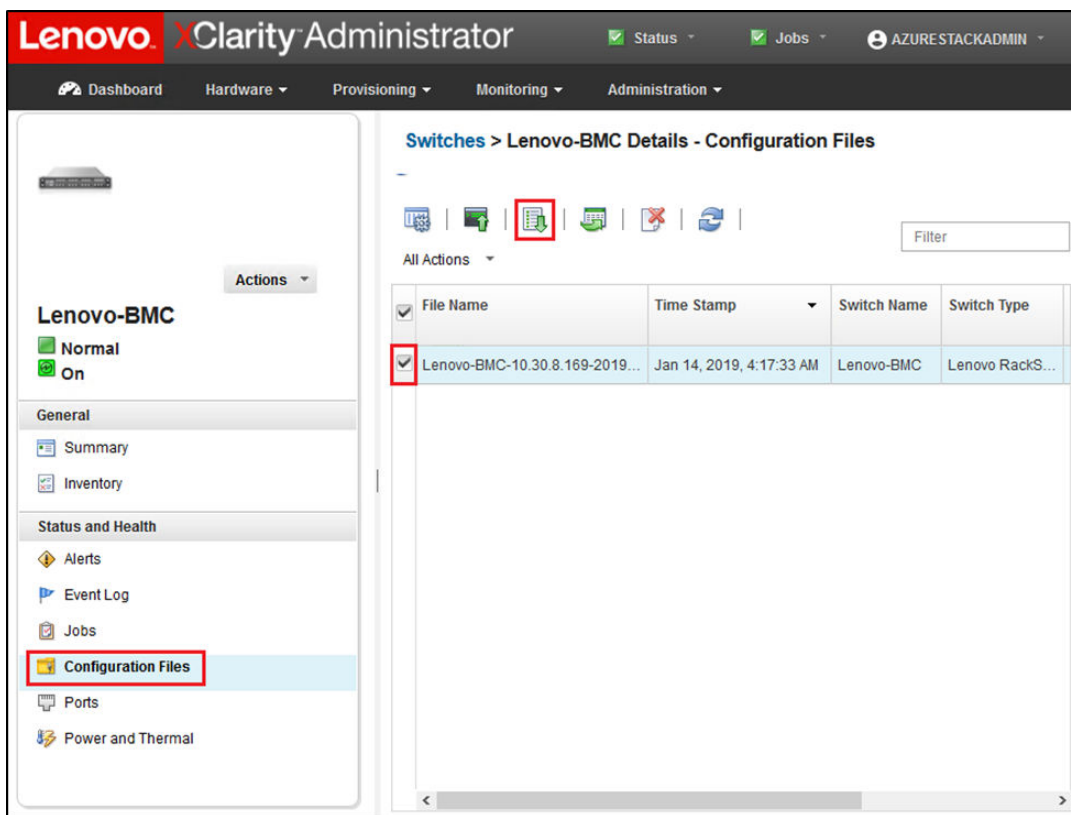 Lenovo. XClarity Administrator
Status
Jobs
AZURESTACKADMIN
Dashboard
Hardware
Provisioning
Monitoring
Administration
Actions
Lenovo-BMC
Normal
On
General
Summary
Inventory
Status and Health
Alerts
Event Log
Jobs
Configuration Files
Ports
Power and Thermal
Switches > Lenovo-BMC Details - Configuration Files
Filter
All Actions
File Name
Time Stamp
Switch Name
Switch Type
Lenovo-BMC-10.30.8.169-2019...
Jan 14, 2019, 4:17:33 AM
Lenovo-BMC
Lenovo RackS...